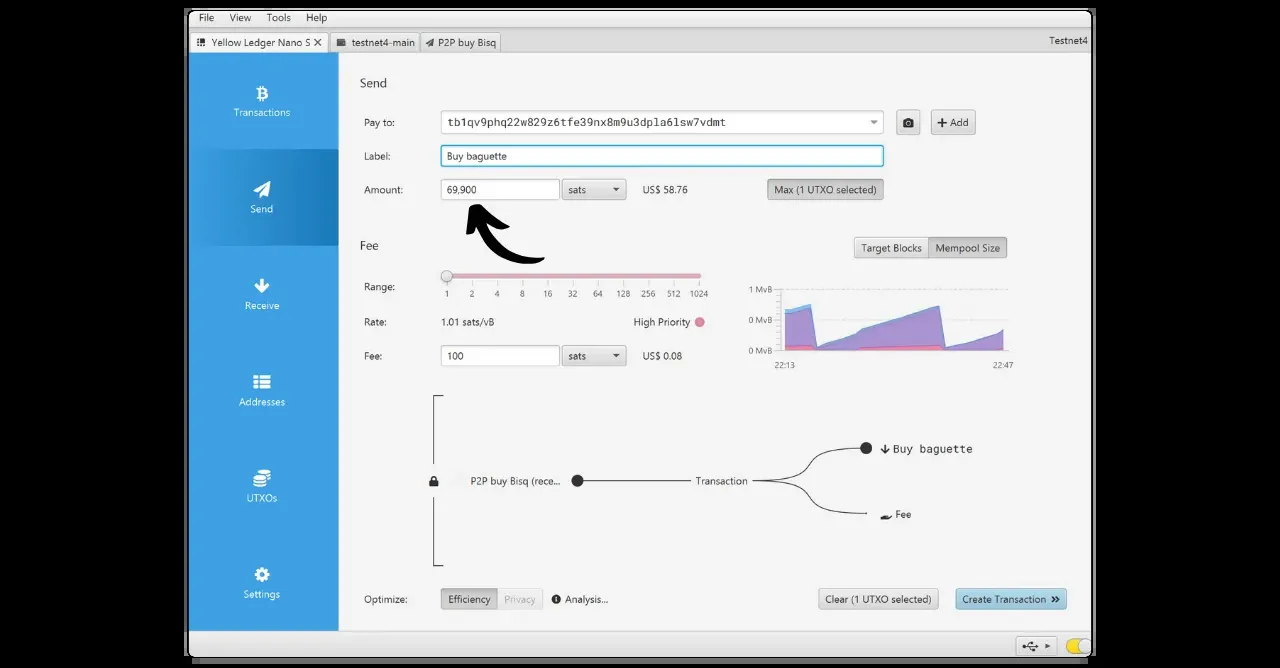 File View Tools Help
Yellow Ledger Nano S testnet4-main P2P buy Bisq Testnet4
Transactions
Send
Receive
Addresses
UTXOs
Settings
Send
Pay to: tb1qv9phq22w829z6tfe39nx8m9u3dpla6lsw7vdmt + Add
Label: Buy baguette
Amount: 69,900 sats US$ 58.76 Max (1 UTXO selected)
Fee Target Blocks Mempool Size
Range: 1 2 4 8 16 32 64 128 256 512 1024
Rate: 1.01 sats/vB High Priority
Fee: 100 sats US$ 0.08
1 MvB
0 MvB
0 MvB
22:13 22:47
Buy baguette
P2P buy Bisq (rece... Transaction
Fee
Optimize: Efficiency Privacy Analysis... Clear (1 UTXO selected) Create Transaction